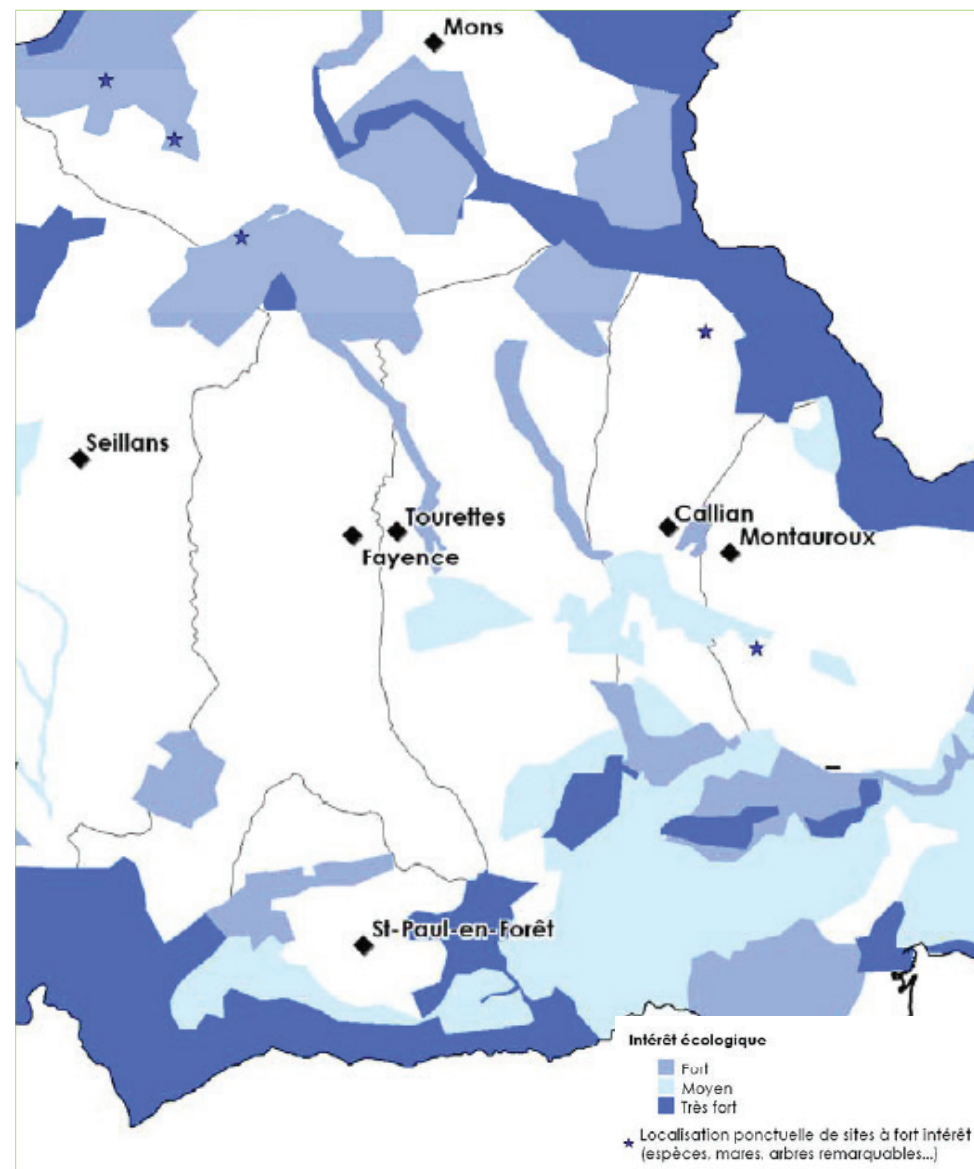 Mons
Seillans
Tourettes
Fayence
Callian
Montauroux
St-Paul-en-Forêt
Intérêt écologique
Fort
Moyen
Très fort
Localisation ponctuelle de sites à fort intérêt
(espèces, mares, arbres remarquables...)